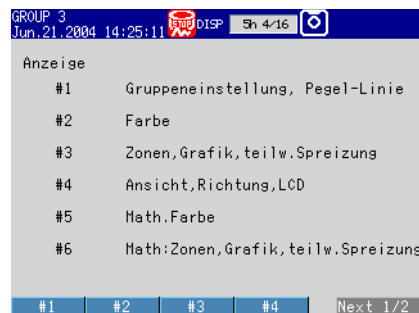 GROUP 3
Jun.21.2004 14:25:11 STOP DISP 5h 4/16
Anzeige
#1 Gruppeneinstellung, Pegel-Linie
#2 Farbe
#3 Zonen,Grafik,teilw.Spreizung
#4 Ansicht,Richtung,LCD
#5 Math.Farbe
#6 Math:Zonen,Grafik,teilw.Spreizung
#1 #2 #3 #4 Next 1/2